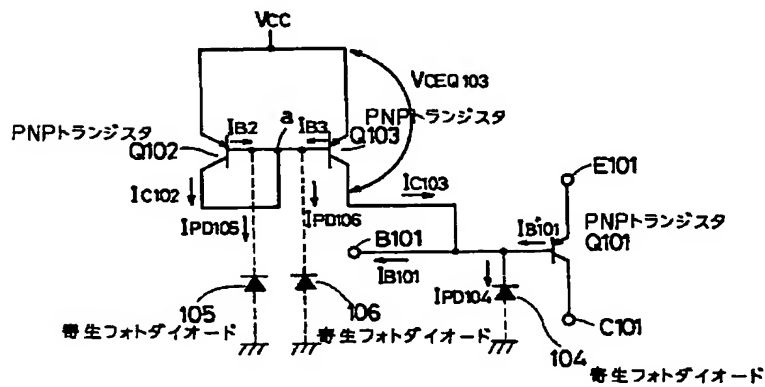 VCC
VCEQ103
PNPトランジスタ
Q102
IB2
a
IB3
PNPトランジスタ
Q103
IC102
IPD105
IPD106
IC103
E101
B101
IB101
IB'101
PNPトランジスタ
Q101
IPD104
C101
105
寄生フォトダイオード
106
寄生フォトダイオード
104
寄生フォトダイオード